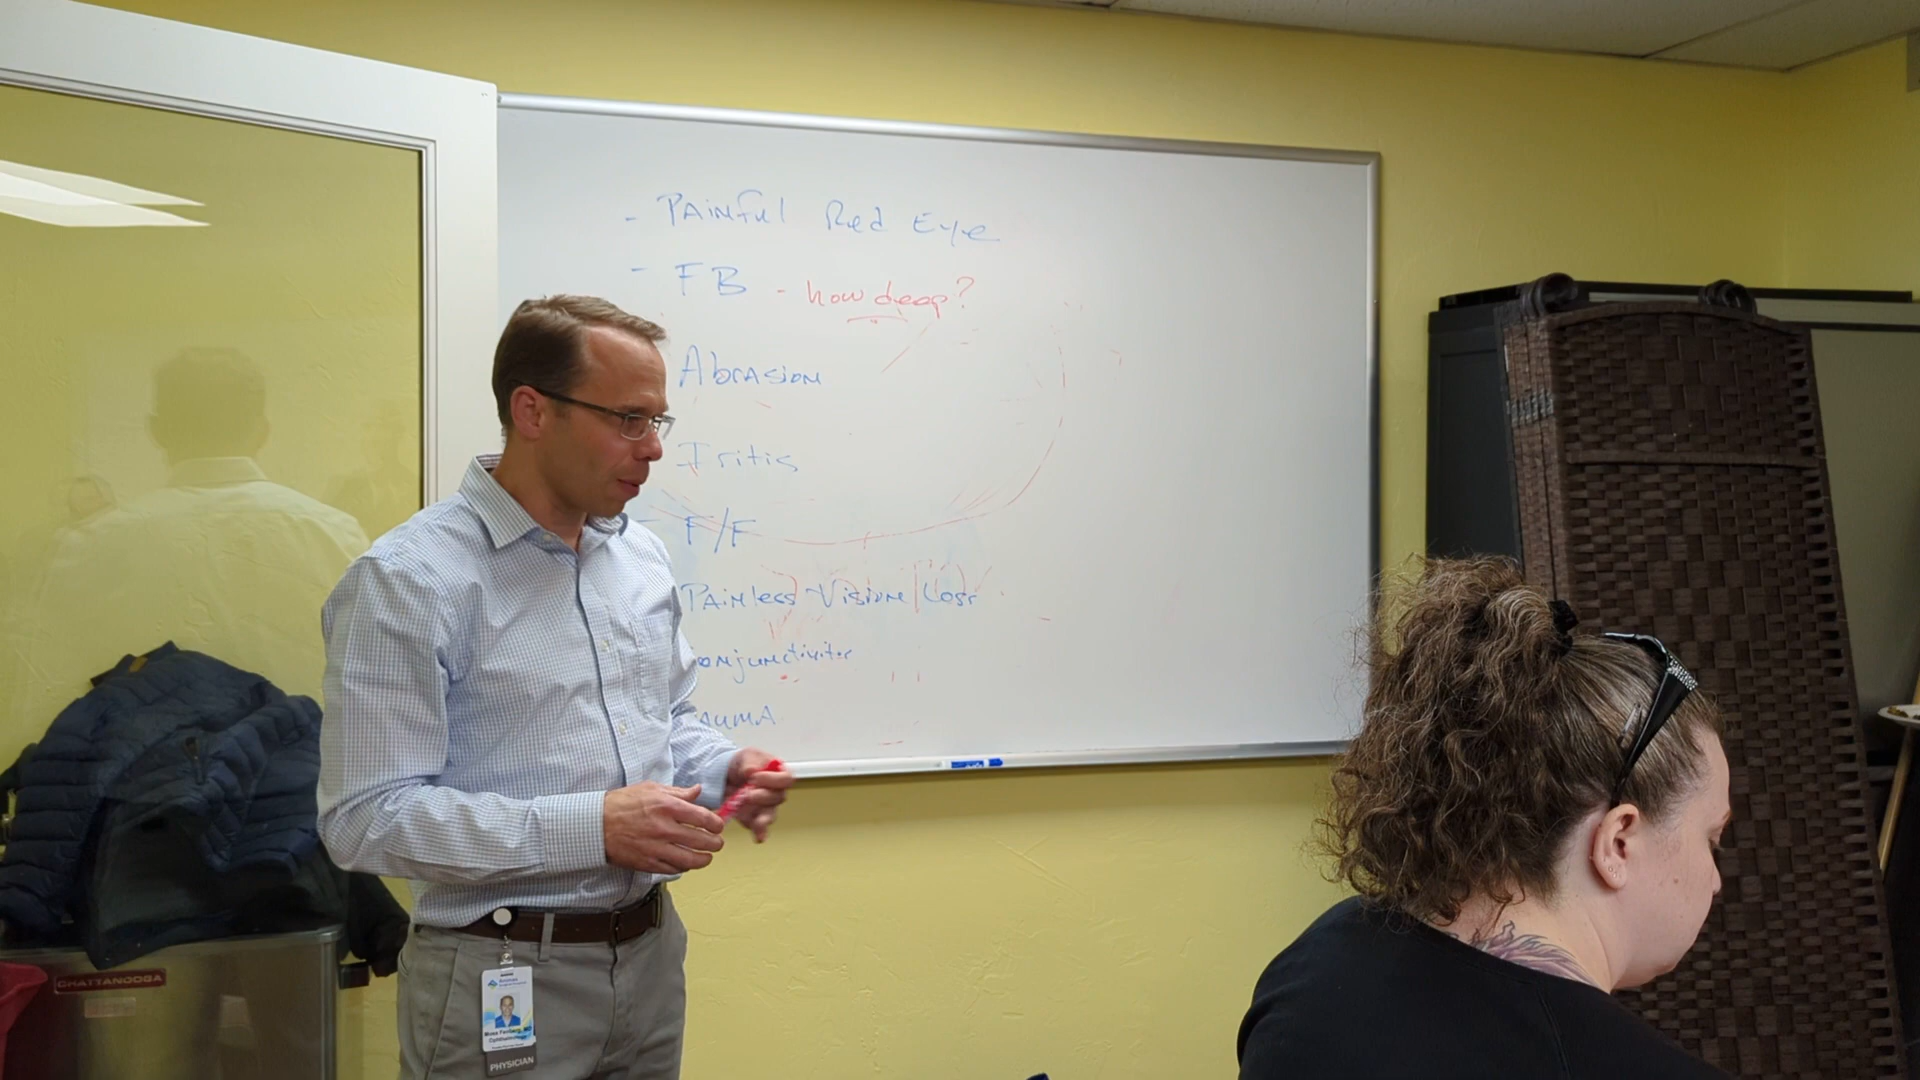 - PAinful Red Eye
- FB - how deep?
Abrasion
Iritis
- F/F
PAinless Vision Loss
onjunctivitis
AumA
CHATTANOOGA
PHYSICIAN